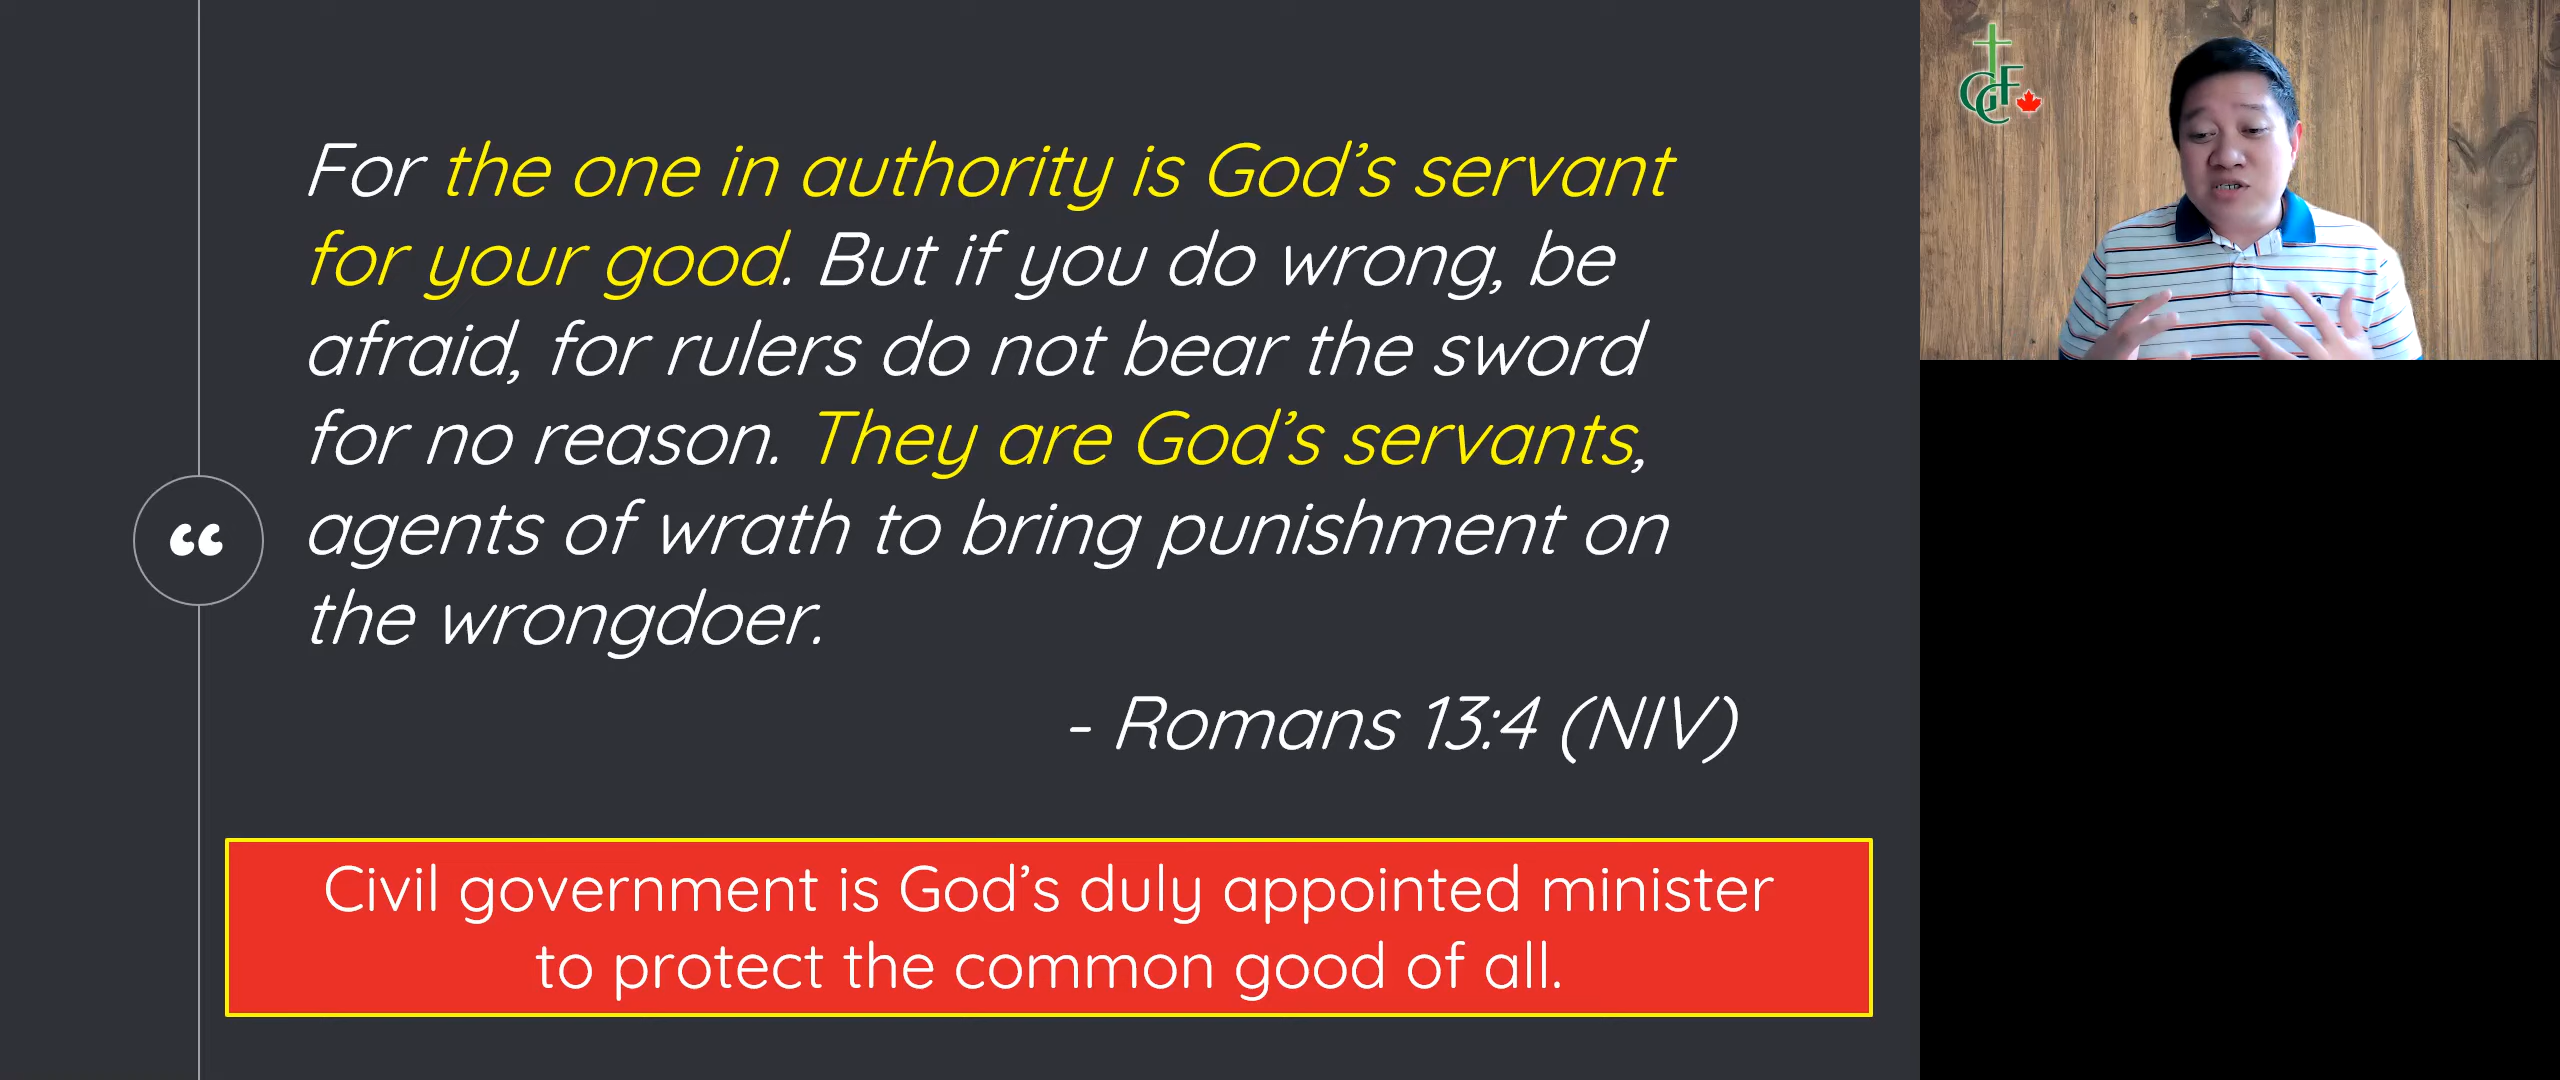 For the one in authority is God’s servant
for your good. But if you do wrong, be
afraid, for rulers do not bear the sword
for no reason. They are God’s servants,
agents of wrath to bring punishment on
the wrongdoer.
- Romans 13:4 (NIV)
“
Civil government is God’s duly appointed minister
to protect the common good of all.
GCF